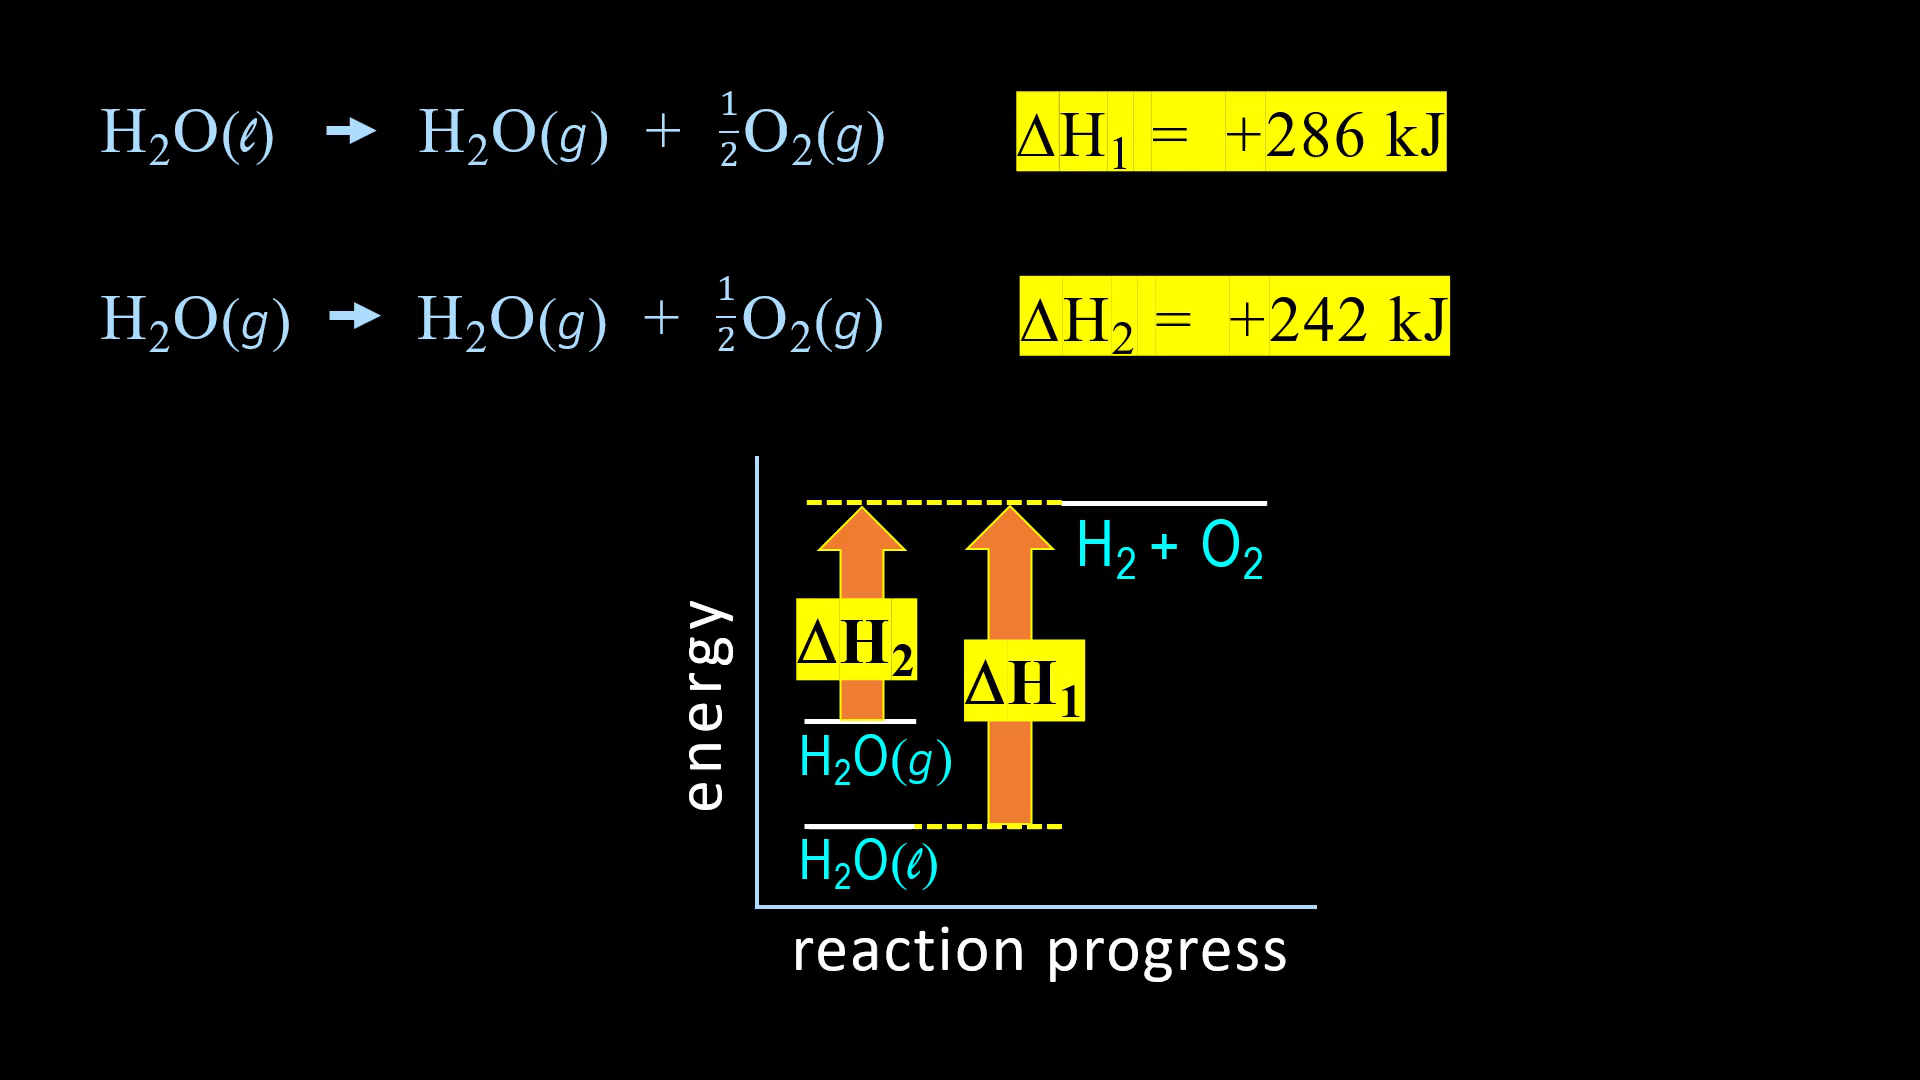 H₂O(ℓ) → H₂O(g) + ½O₂(g) ΔH₁ = +286 kJ
H₂O(g) → H₂O(g) + ½O₂(g) ΔH₂ = +242 kJ
H₂ + O₂
ΔH₂
ΔH₁
H₂O(g)
H₂O(ℓ)
energy
reaction progress